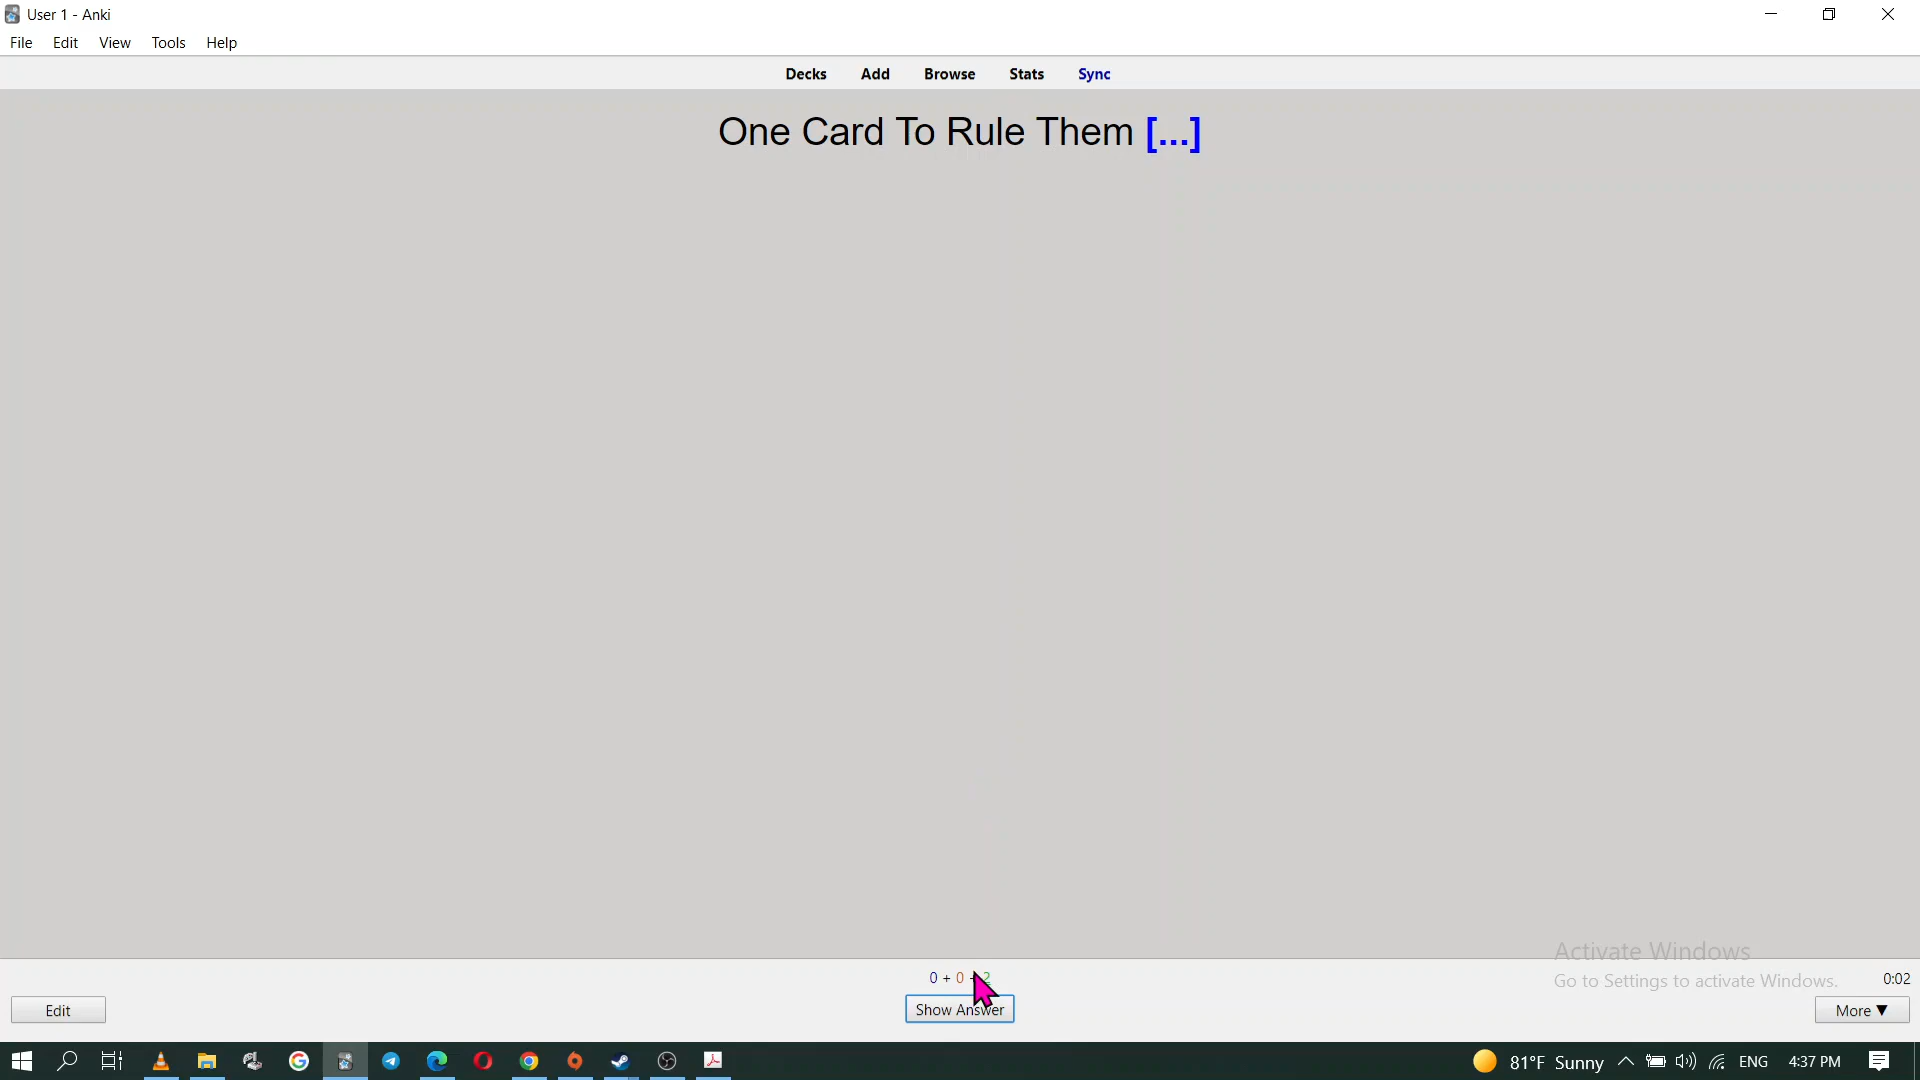 User 1 - Anki
File Edit View Tools Help
Decks Add Browse Stats Sync
One Card To Rule Them [...]
Activate Windows
0 + 0 + 2
Go to Settings to activate Windows.
0:02
Edit
Show Answer
More ▼
81°F Sunny
ENG
4:37 PM